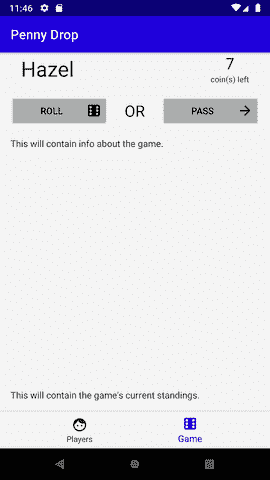 11:46
Penny Drop
Hazel
7
coin(s) left
ROLL
OR
PASS
This will contain info about the game.
This will contain the game's current standings.
Players
Game